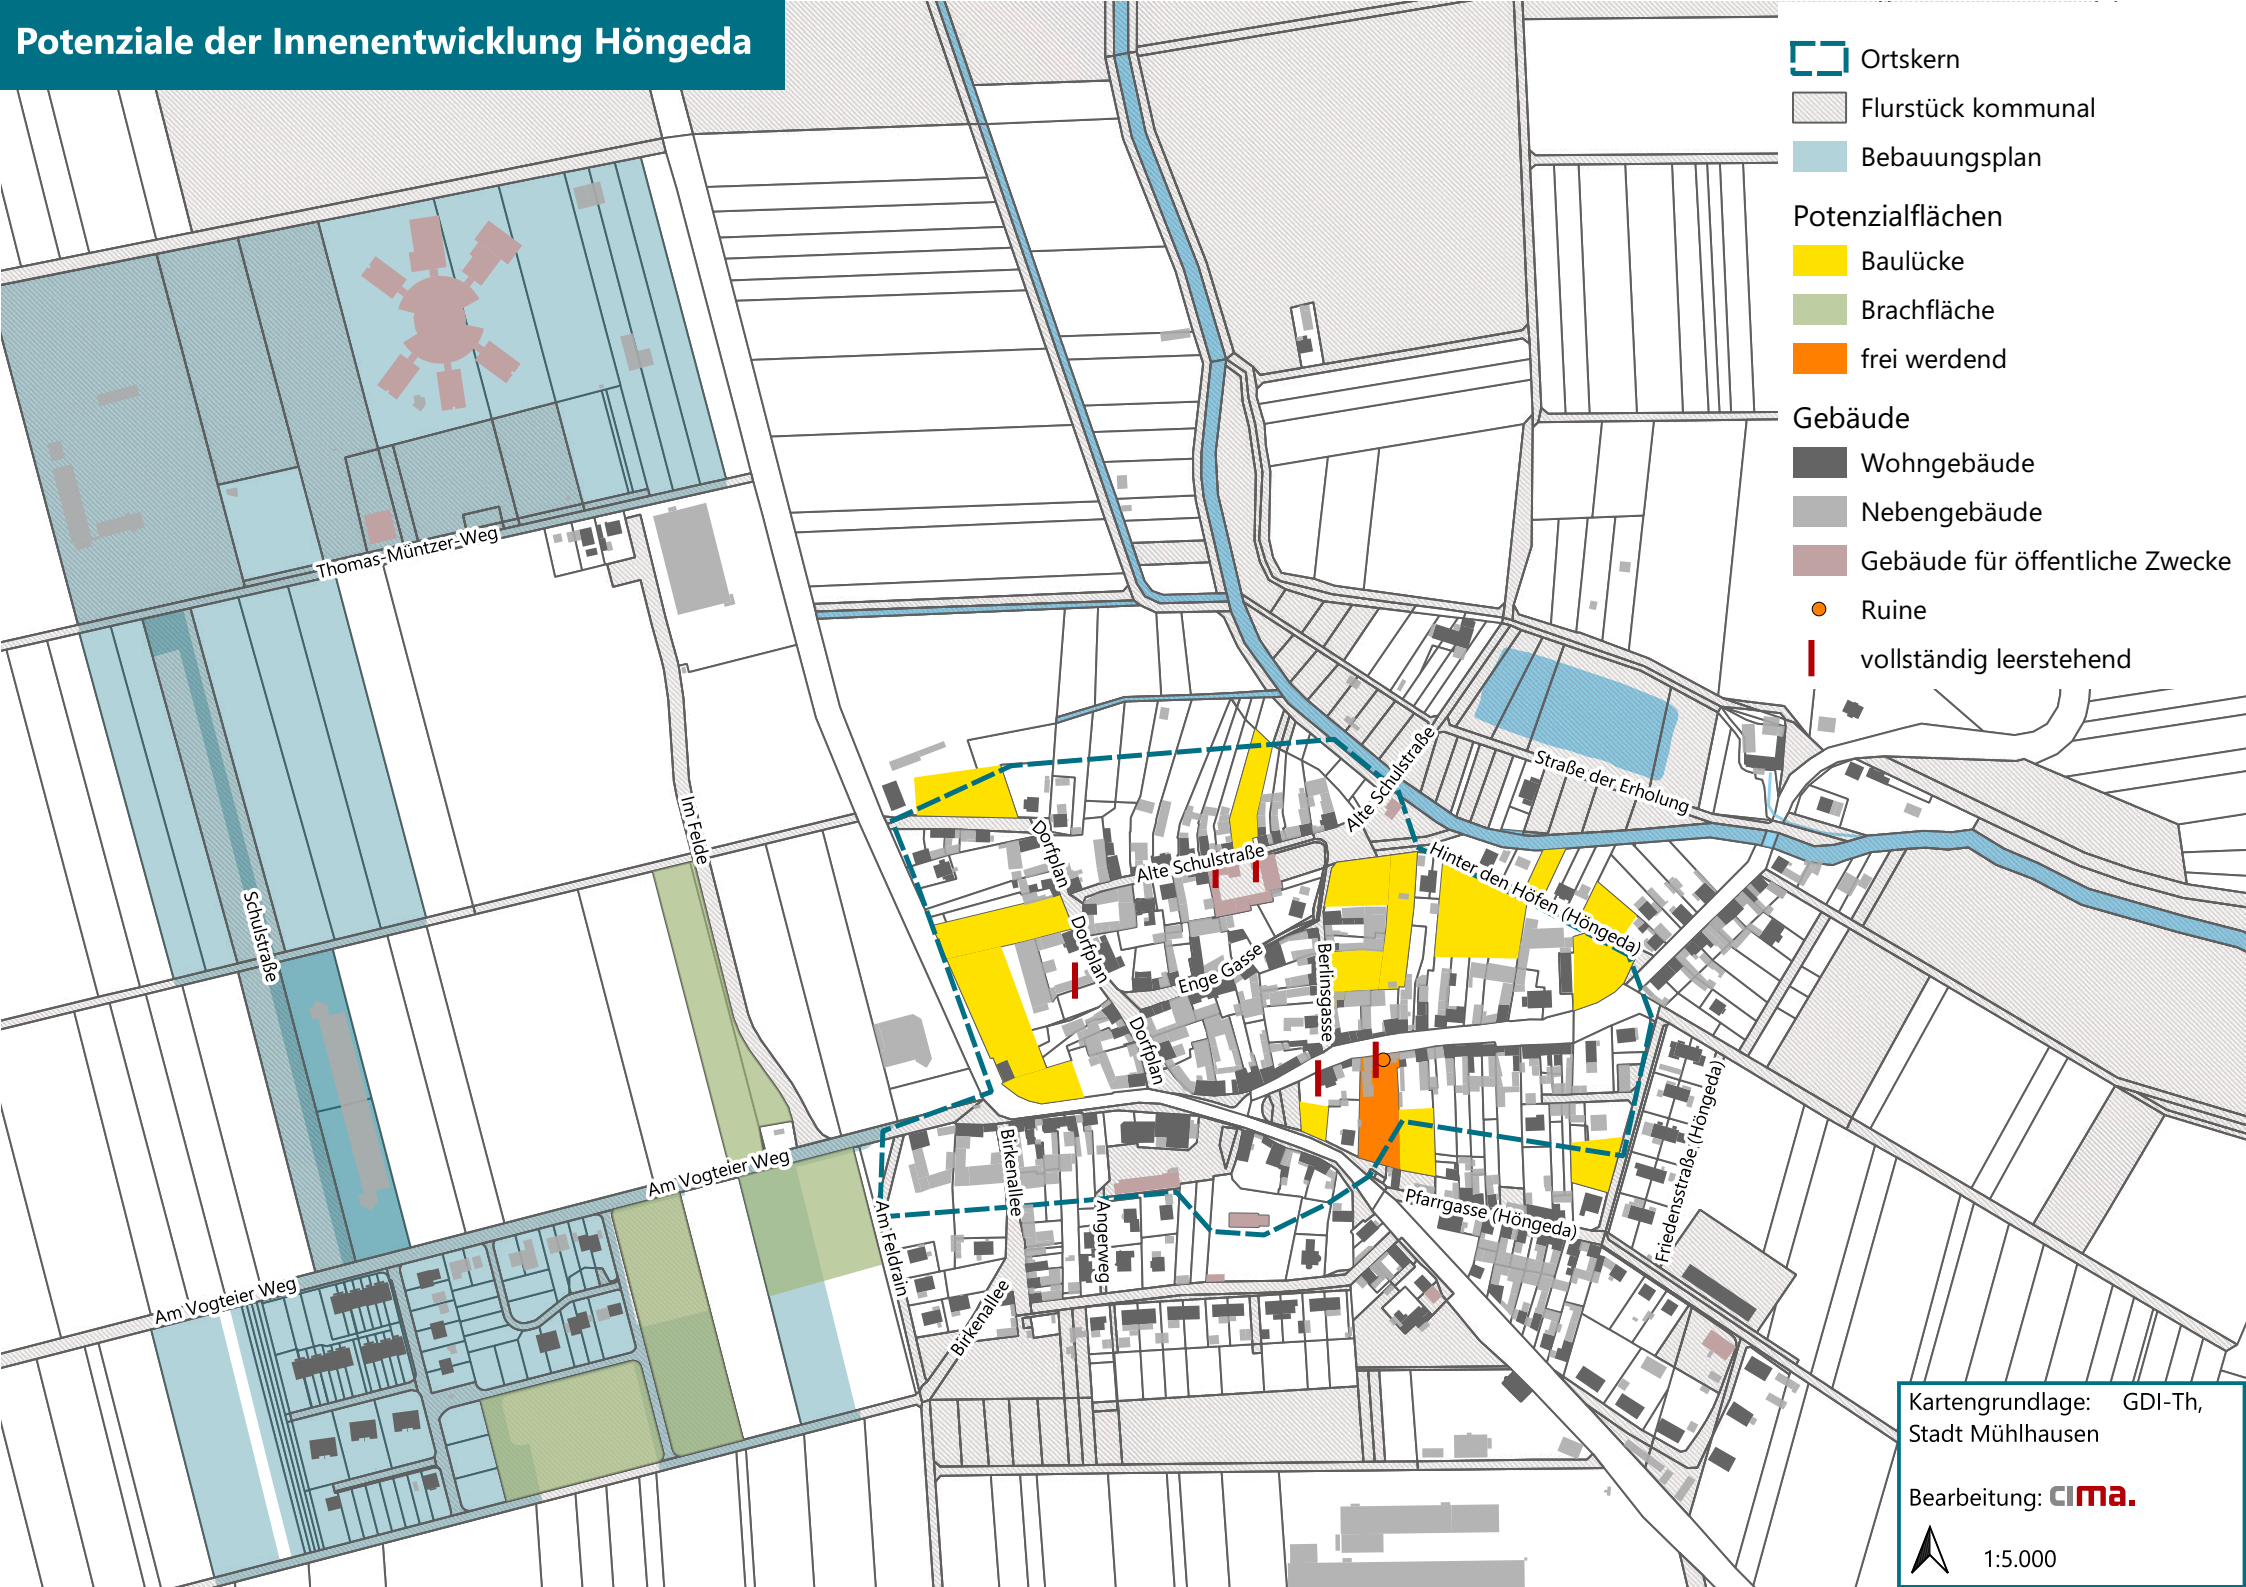 Potenziale der Innenentwicklung Höngeda
Ortskern
Flurstück kommunal
Bebauungsplan
Potenzialflächen
Baulücke
Brachfläche
frei werdend
Gebäude
Wohngebäude
Nebengebäude
Gebäude für öffentliche Zwecke
Ruine
vollständig leerstehend
Thomas-Müntzer-Weg
Im Felde
Schulstraße
Alte Schulstraße
Straße der Erholung
Dorfplan
Alte Schulstraße
Hinter den Höfen (Höngeda)
Dorfplan
Enge Gasse
Berlinsgasse
Dorfplan
Birkenallee
Am Vogteier Weg
Angerweg
Am Feldrain
Pfarrgasse (Höngeda)
Friedensstraße (Höngeda)
Am Vogteier Weg
Birkenallee
Kartengrundlage: GDI-Th,
Stadt Mühlhausen
Bearbeitung: cima.
1:5.000